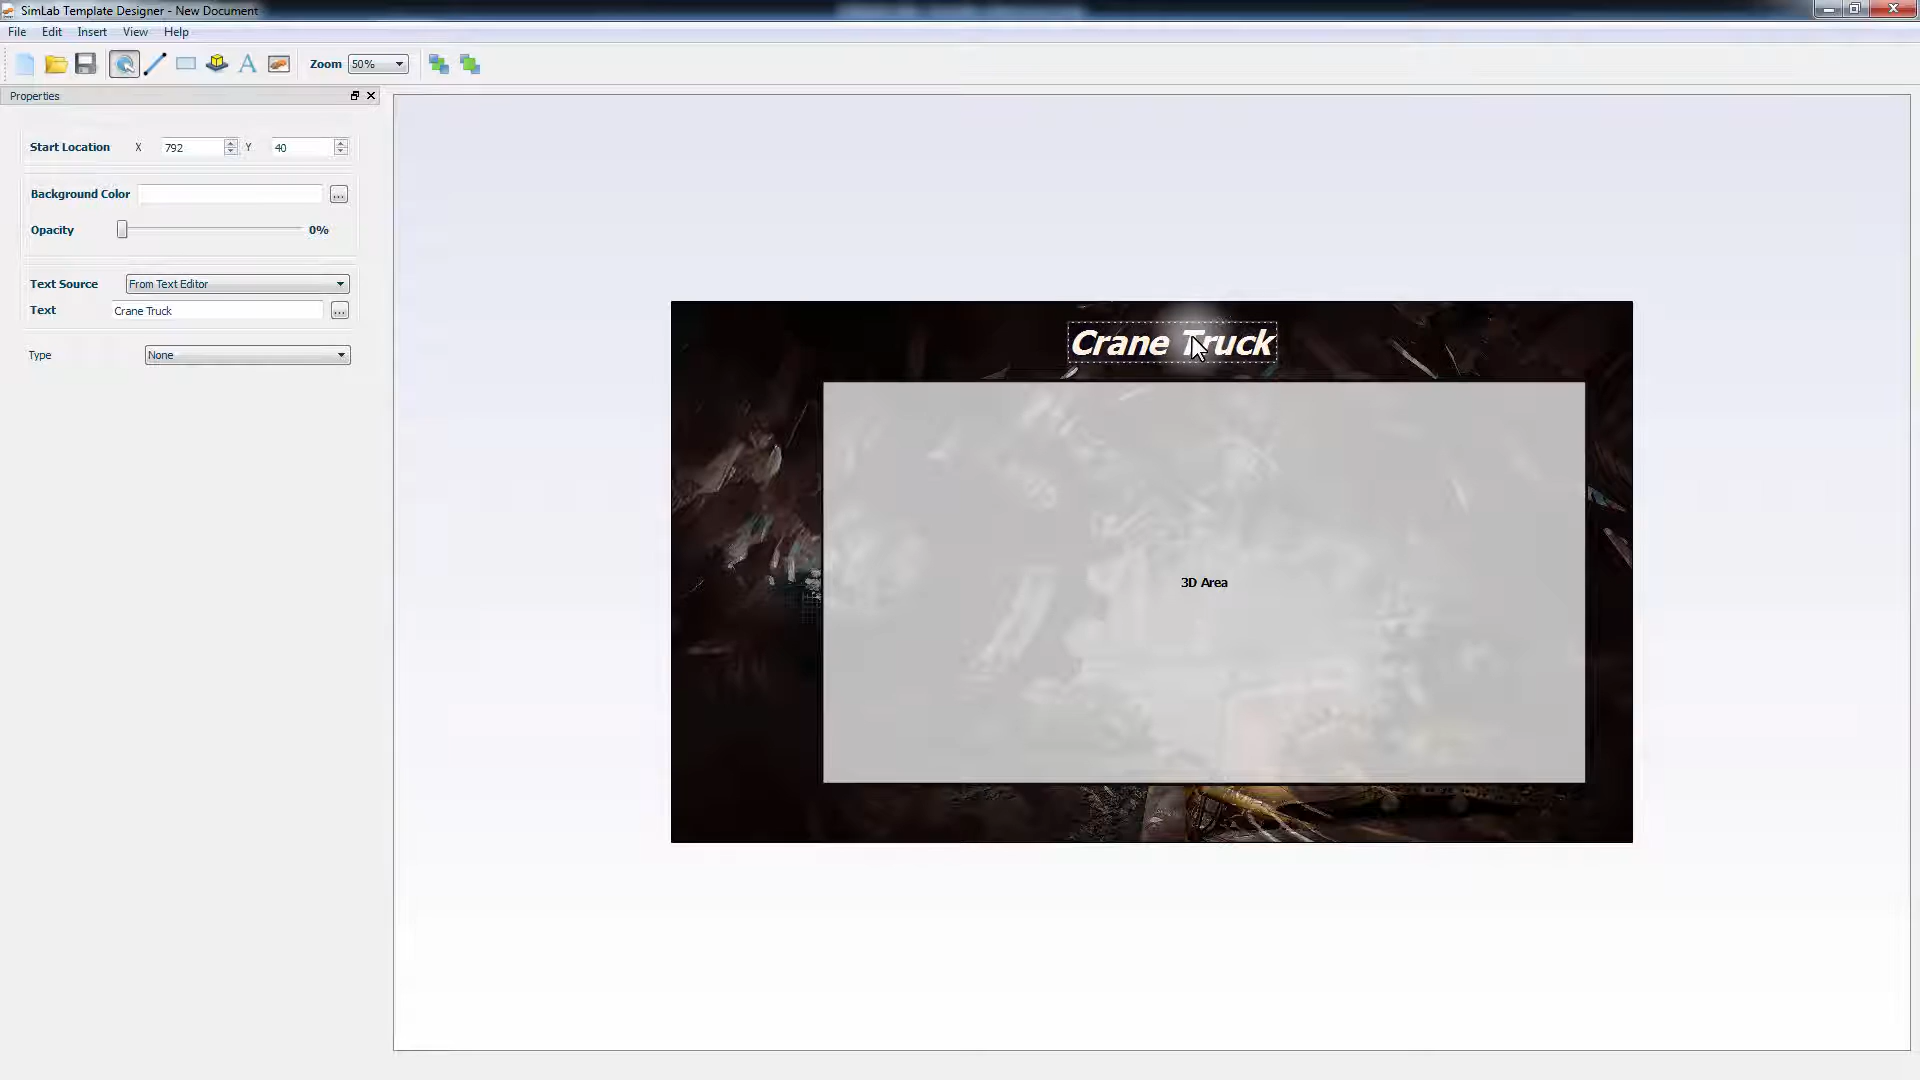 SimLab Template Designer - New Document
File Edit Insert View Help
A Zoom 50%
Properties
Start Location X 792 Y 40
Background Color ...
Opacity 0%
Text Source From Text Editor
Text Crane Truck ...
Type None
Crane Truck
3D Area